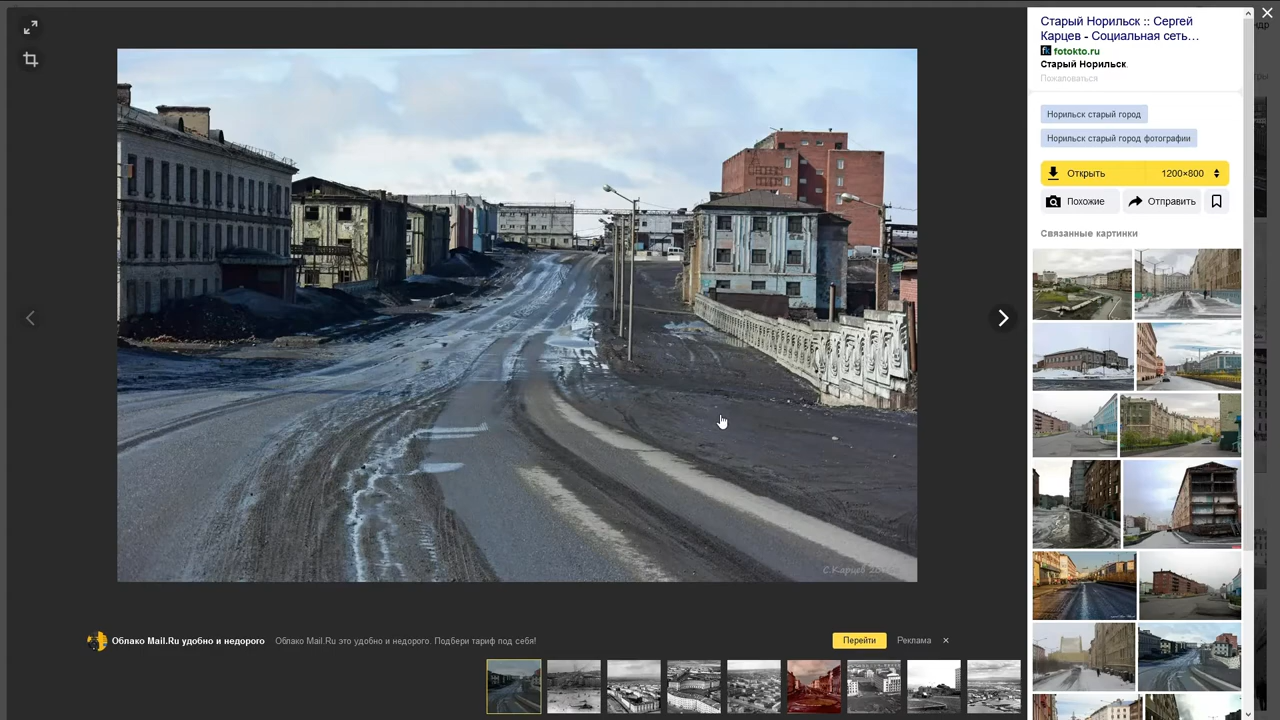 Старый Норильск :: Сергей
Карцев - Социальная сеть…
fotokto.ru
Старый Норильск.
Пожаловаться
Норильск старый город
Норильск старый город фотографии
Открыть 1200×800
Похожие Отправить
Связанные картинки
С.Карцев
Облако Mail.Ru удобно и недорого Облако Mail.Ru это удобно и недорого. Подбери тариф под себя! Перейти Реклама